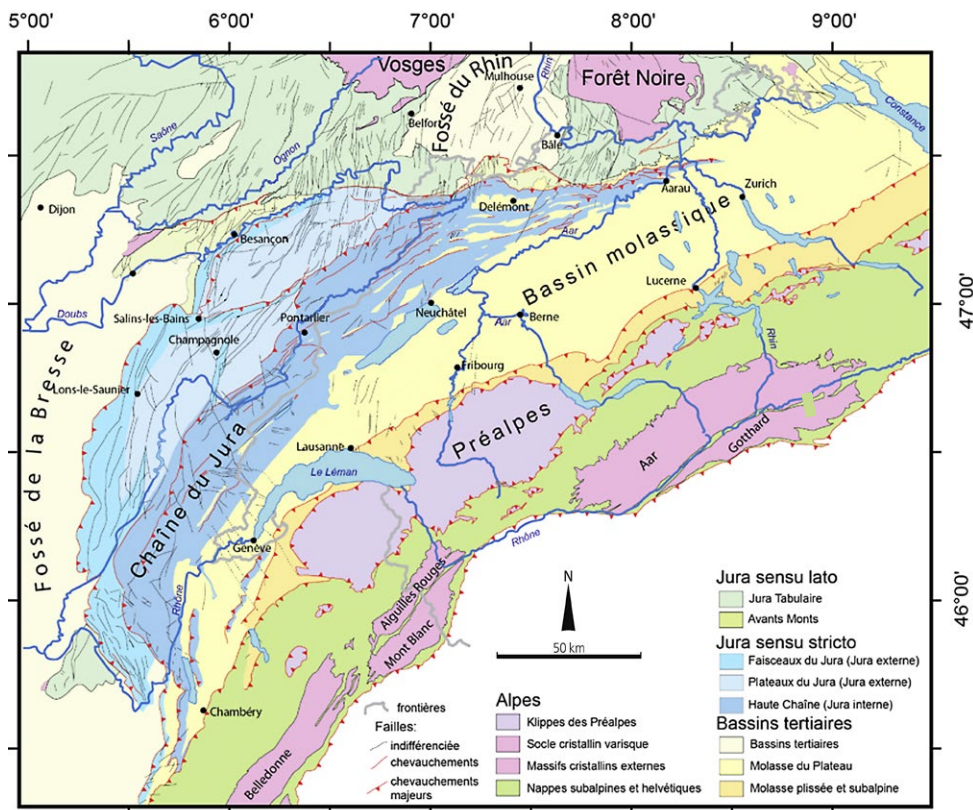 5°00' 6°00' 7°00' 8°00' 9°00'
Vosges
Fossé du Rhin
Mulhouse
Rhin
Forêt Noire
Constance
Saône
Ognon
Belfort
Bâle
Dijon
Besançon
Delémont
Aarau
Zurich
Aar
Bassin molassique
Lucerne
47°00'
Doubs
Salins-les-Bains
Pontarlier
Neuchâtel
Aar
Berne
Champagnole
Rhin
Fribourg
Lons-le-Saunier
Fossé de la Bresse
Chaîne du Jura
Lausanne
Le Léman
Préalpes
Aar
Gotthard
Genève
Rhône
Rhône
Aiguilles Rouges
Mont Blanc
46°00'
Chambéry
Belledonne
N
50 km
frontières
Failles:
indifférenciée
chevauchements
chevauchements
majeurs
Alpes
Klippes des Préalpes
Socle cristallin varisque
Massifs cristallins externes
Nappes subalpines et helvétiques
Jura sensu lato
Jura Tabulaire
Avants Monts
Jura sensu stricto
Faisceaux du Jura (Jura externe)
Plateaux du Jura (Jura externe)
Haute Chaîne (Jura interne)
Bassins tertiaires
Bassins tertiaires
Molasse du Plateau
Molasse plissée et subalpine